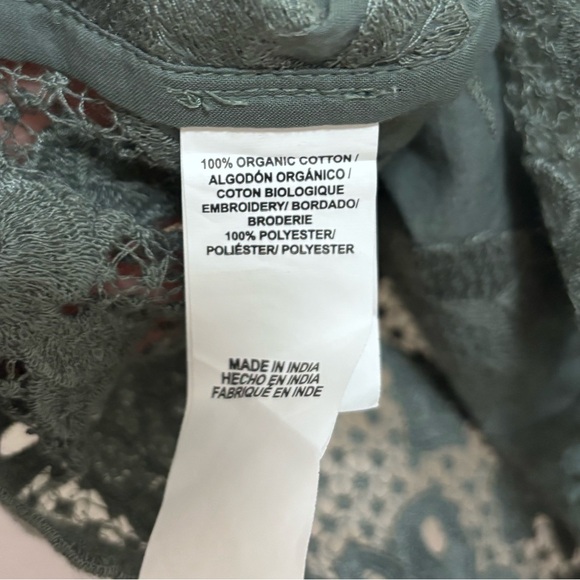 100% ORGANIC COTTON /
ALGODÓN ORGÁNICO /
COTON BIOLOGIQUE
EMBROIDERY/ BORDADO/
BRODERIE
100% POLYESTER/
POLIÉSTER/ POLYESTER
MADE IN INDIA
HECHO EN INDIA
FABRIQUÉ EN INDE